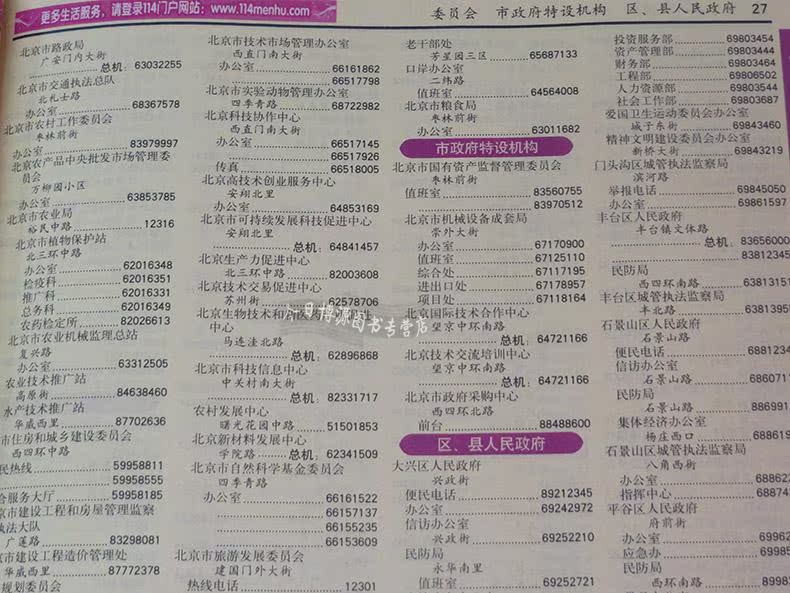 更多生活服务，请登录114门户网站：www.114menhu.com
委员会 市政府特设机构 区、县人民政府 27
北京市路政局
广安门内大街
总机：63032255
北京市交通执法总队
北礼士路
办公室 68367578
北京市农村工作委员会
枣林前街
办公室 83979997
北京农产品中央批发市场管理委
员会
万柳园小区
办公室 63853785
北京市农业局
裕民中路 12316
北京市植物保护站
北三环中路
办公室 62016348
检疫科 62016351
推广科 62016331
总务科 62016349
农药检定所 82026613
北京市农业机械监理总站
复兴路
办公室 63312505
农业技术推广站
高原街 84638460
水产技术推广站
华威西里 87702636
市住房和城乡建设委员会
西四环中路
民热线 59958811
59958555
合服务大厅 59958185
京市建设工程和房屋管理监察
执法大队
广莲路 83298081
京市建设工程造价管理处
华威西里 87772378
规划委员会
北京市技术市场管理办公室
西直门南大街
办公室 66161862
66517798
北京市实验动物管理办公室
四季青路 68722982
北京科技协作中心
西直门南大街
办公室 66517145
66517926
传真 66518005
北京高技术创业服务中心
安翔北里
办公室 64853169
北京市可持续发展科技促进中心
安翔北里
总机：64841457
北京生产力促进中心
北三环中路 82003608
北京技术交易促进中心
苏州街 62578706
北京生物技术和新医药产业促进
中心
马连洼北路
总机：62896868
北京市科技信息中心
中关村南大街
总机：82331717
农村发展中心
曙光花园中路 51501853
北京新材料发展中心
学院路 总机：62341509
北京市自然科学基金委员会
四季青路
办公室 66161522
66157137
66155235
66153609
北京市旅游发展委员会
建国门外大街
热线电话 12301
老干部处
芳星园三区 65687133
口岸办公室
二纬路
值班室 64564008
北京市粮食局
枣林前街
办公室 63011682
市政府特设机构
北京市国有资产监督管理委员会
枣林前街
值班室 83560755
83970512
北京市机械设备成套局
崇外大街
办公室 67170900
值班室 67125110
综合处 67117195
进出口处 67178957
项目处 67118164
北京国际技术合作中心
望京中环南路
总机：64721166
北京技术交流培训中心
望京中环南路
总机：64721166
北京市政府采购中心
西四环北路
前台 88488600
区、县人民政府
大兴区人民政府
兴政街
便民电话 89212345
办公室 69242972
信访办公室
兴政街
民防局
永华南里
值班室 69252721
投资服务部 69803454
资产管理部 69803444
财务部 69803464
工程部 69806502
人力资源部 69803644
社会工作部 69803687
爱国卫生运动委员会办公室
城子东街 69843460
精神文明建设委员会办公室
新桥大街 69843219
门头沟区城管执法监察局
滨河路
举报电话 69845050
办公室 69861597
丰台区人民政府
丰台镇文体路
总机：83656000
83812345
民防局
西四环南路 6381315
丰台区城管执法监察局
丰北路 6383951
石景山区人民政府
石景山路
便民电话 6881234
信访办公室
石景山路 6860711
民防局
石景山路 886991
集体经济办公室
杨庄西口 688619
石景山区城管执法监察局
八角西街
办公室 688622
指挥中心 68874
平谷区人民政府
府前街
办公室 69962
应急办 6998
民防局
西环南路 6998